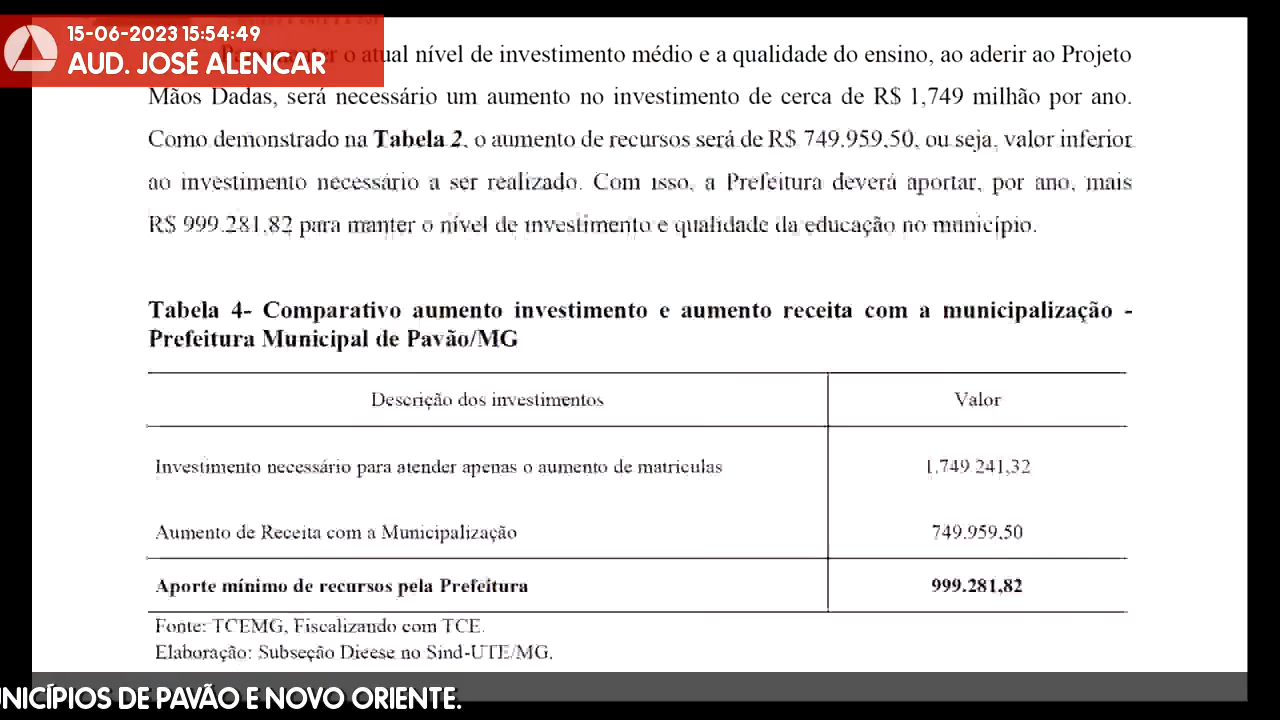 15-06-2023 15:54:49
AUD. JOSÉ ALENCAR
o atual nível de investimento médio e a qualidade do ensino, ao aderir ao Projeto
Mãos Dadas, será necessário um aumento no investimento de cerca de R$ 1,749 milhão por ano.
Como demonstrado na Tabela 2, o aumento de recursos será de R$ 749.959,50, ou seja, valor inferior
ao investimento necessário a ser realizado. Com isso, a Prefeitura deverá aportar, por ano, mais
R$ 999.281,82 para manter o nível de investimento e qualidade da educação no município.
Tabela 4- Comparativo aumento investimento e aumento receita com a municipalização -
Prefeitura Municipal de Pavão/MG
Descrição dos investimentos Valor
Investimento necessário para atender apenas o aumento de matriculas 1.749.241,32
Aumento de Receita com a Municipalização 749.959,50
Aporte mínimo de recursos pela Prefeitura 999.281,82
Fonte: TCEMG, Fiscalizando com TCE.
Elaboração: Subseção Dieese no Sind-UTE/MG.
UNICÍPIOS DE PAVÃO E NOVO ORIENTE.